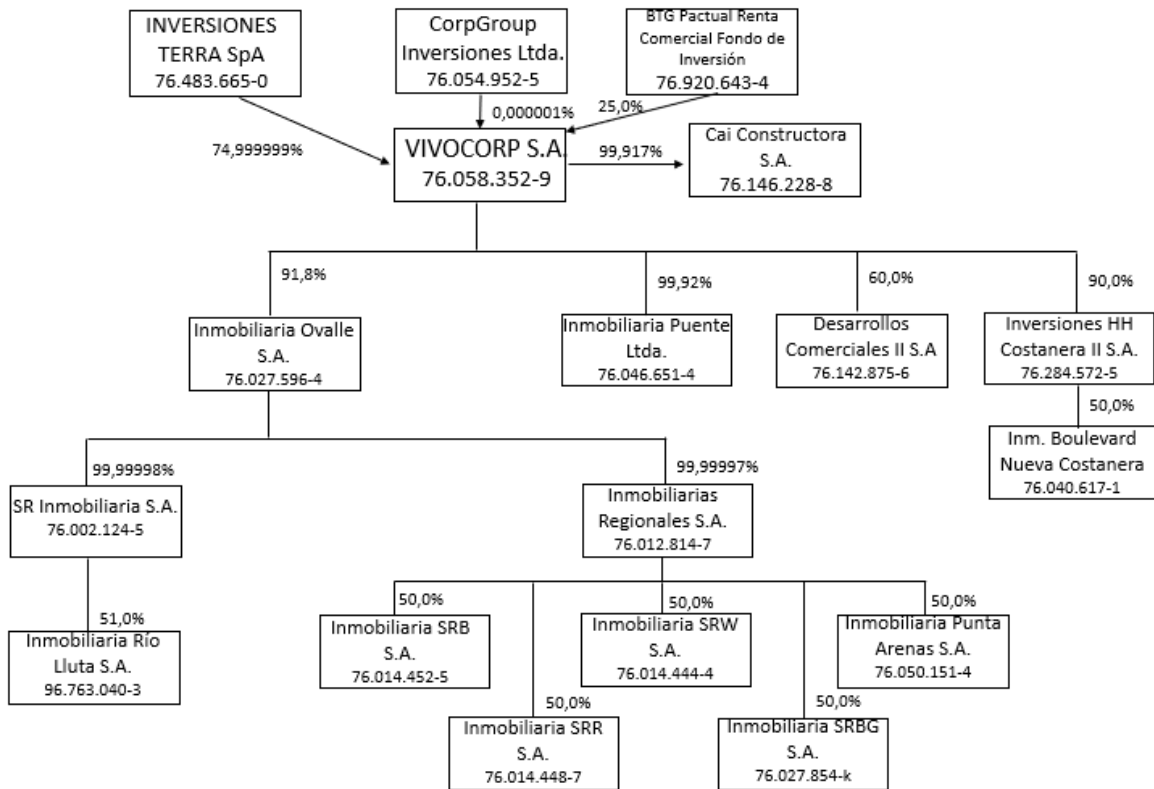 INVERSIONES
TERRA SpA
76.483.665-0
CorpGroup
Inversiones Ltda.
76.054.952-5
BTG Pactual Renta
Comercial Fondo de
Inversión
76.920.643-4
74,999999%
0,000001%
25,0%
VIVOCORP S.A.
76.058.352-9
99,917%
Cai Constructora
S.A.
76.146.228-8
91,8%
99,92%
60,0%
90,0%
Inmobiliaria Ovalle
S.A.
76.027.596-4
Inmobiliaria Puente
Ltda.
76.046.651-4
Desarrollos
Comerciales II S.A
76.142.875-6
Inversiones HH
Costanera II S.A.
76.284.572-5
50,0%
Inm. Boulevard
Nueva Costanera
76.040.617-1
99,99998%
99,99997%
SR Inmobiliaria S.A.
76.002.124-5
Inmobiliarias
Regionales S.A.
76.012.814-7
51,0%
Inmobiliaria Río
Lluta S.A.
96.763.040-3
50,0%
Inmobiliaria SRB
S.A.
76.014.452-5
50,0%
Inmobiliaria SRW
S.A.
76.014.444-4
50,0%
Inmobiliaria Punta
Arenas S.A.
76.050.151-4
50,0%
Inmobiliaria SRR
S.A.
76.014.448-7
50,0%
Inmobiliaria SRBG
S.A.
76.027.854-k